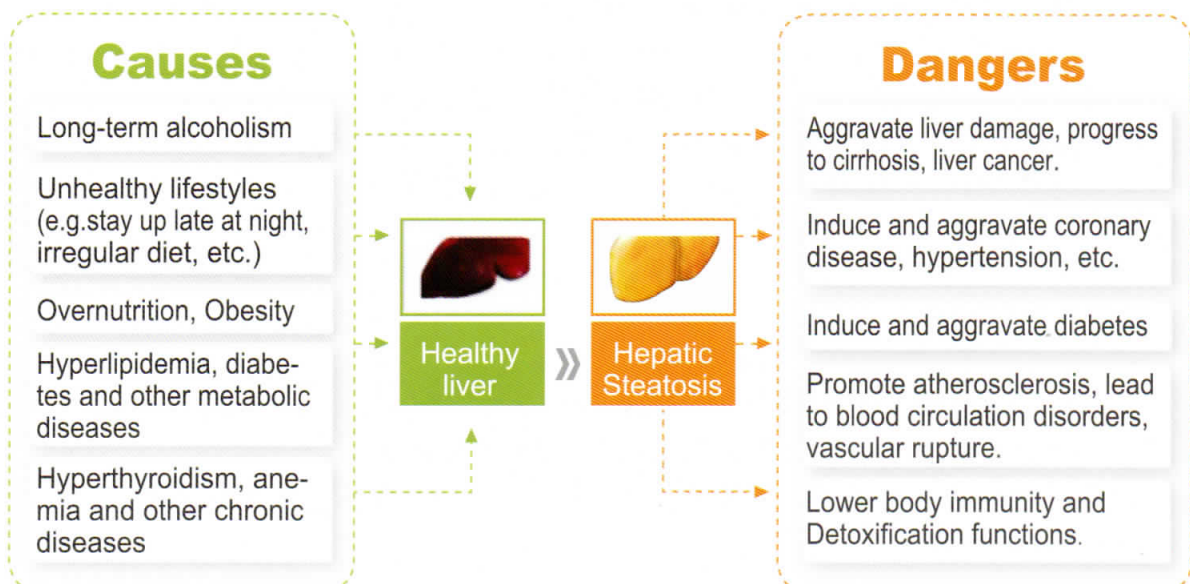 Causes
Long-term alcoholism
Unhealthy lifestyles
(e.g.stay up late at night,
irregular diet, etc.)
Overnutrition, Obesity
Hyperlipidemia, diabe-
tes and other metabolic
diseases
Hyperthyroidism, ane-
mia and other chronic
diseases
Healthy
liver
Hepatic
Steatosis
Dangers
Aggravate liver damage, progress
to cirrhosis, liver cancer.
Induce and aggravate coronary
disease, hypertension, etc.
Induce and aggravate diabetes
Promote atherosclerosis, lead
to blood circulation disorders,
vascular rupture.
Lower body immunity and
Detoxification functions.